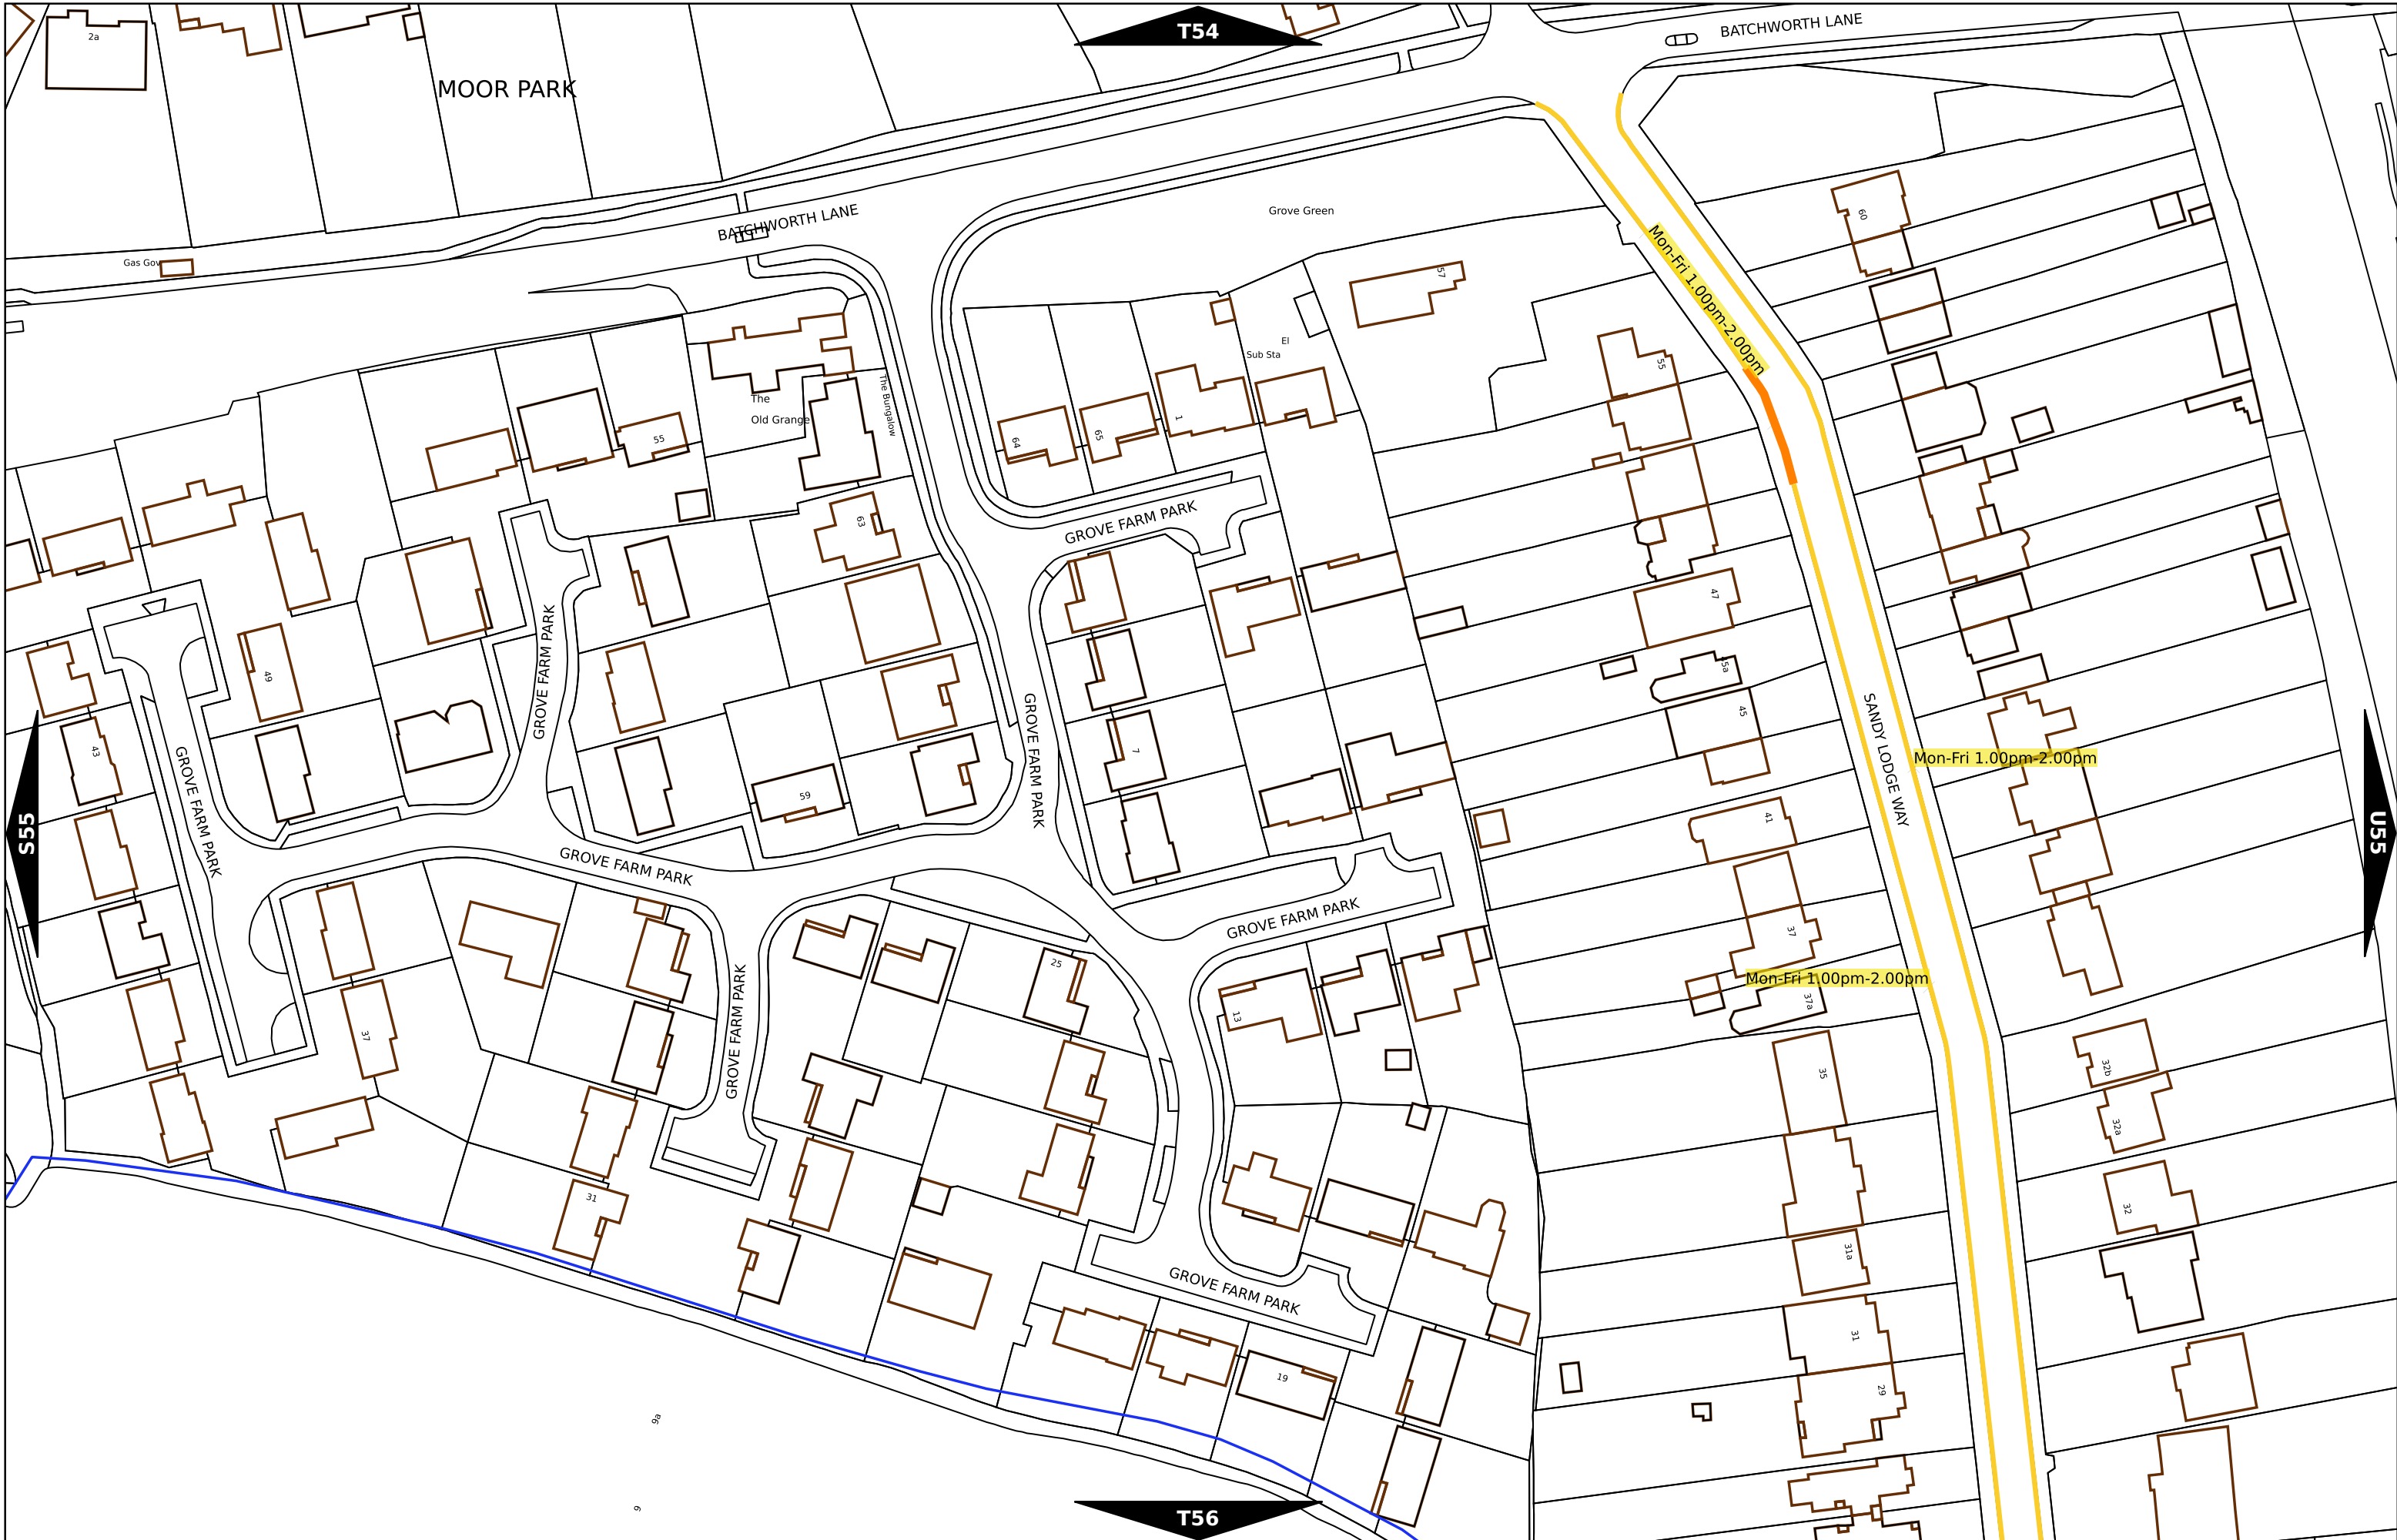 T54
BATCHWORTH LANE
2a
MOOR PARK
BATCHWORTH LANE
Grove Green
60
Gas Gov
Mon-Fri 1.00pm-2.00pm
57
El
Sub Sta
55
The
Old Grange
The Bungalow
55
64
65
1
63
GROVE FARM PARK
47
49
GROVE FARM PARK
45a
45
43
7
GROVE FARM PARK
SANDY LODGE WAY
Mon-Fri 1.00pm-2.00pm
59
GROVE FARM PARK
41
S55
U55
GROVE FARM PARK
GROVE FARM PARK
37
25
Mon-Fri 1.00pm-2.00pm
37a
13
GROVE FARM PARK
37
35
32b
32a
31
32
31a
GROVE FARM PARK
31
19
29
9a
9
T56